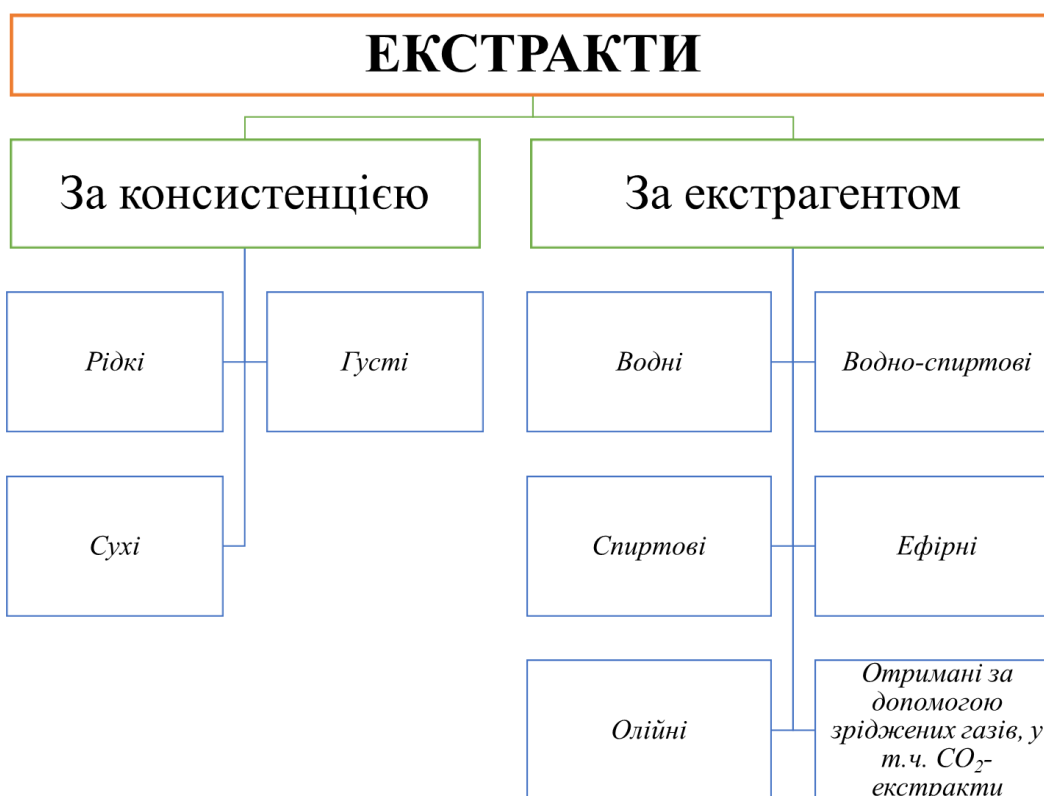 ЕКСТРАКТИ
За консистенцією
За екстрагентом
Рідкі
Густі
Водні
Водно-спиртові
Сухі
Спиртові
Ефірні
Олійні
Отримані за
допомогою
зріджених газів, у
т.ч. CO₂-
екстракти